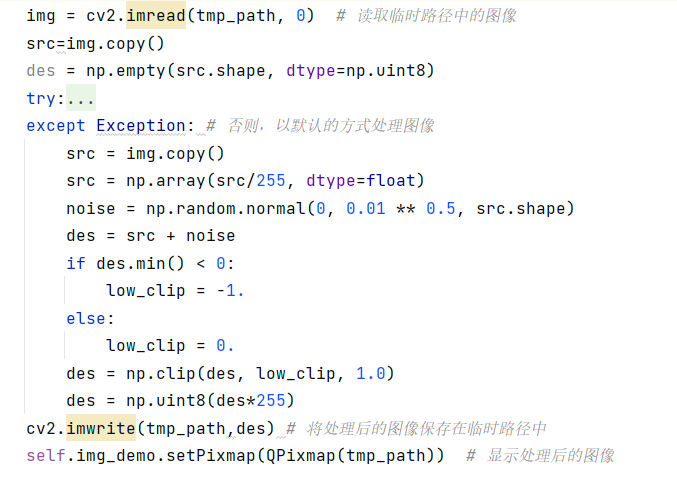 img = cv2.imread(tmp_path, 0)  # 读取临时路径中的图像
src=img.copy()
des = np.empty(src.shape, dtype=np.uint8)
try:...
except Exception: # 否则，以默认的方式处理图像
    src = img.copy()
    src = np.array(src/255, dtype=float)
    noise = np.random.normal(0, 0.01 ** 0.5, src.shape)
    des = src + noise
    if des.min() < 0:
        low_clip = -1.
    else:
        low_clip = 0.
    des = np.clip(des, low_clip, 1.0)
    des = np.uint8(des*255)
cv2.imwrite(tmp_path,des) # 将处理后的图像保存在临时路径中
self.img_demo.setPixmap(QPixmap(tmp_path))  # 显示处理后的图像